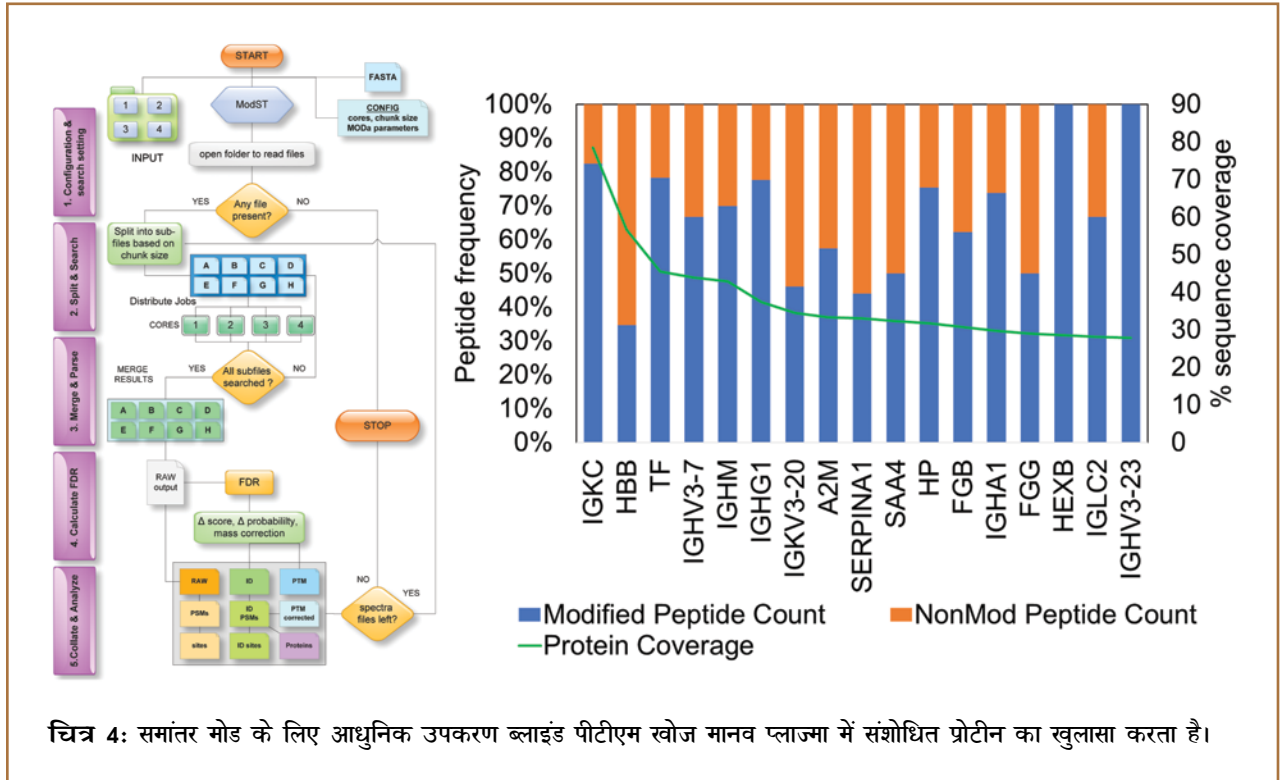 START
FASTA
ModST
CONFIG
cores, chunk size
MODa parameters
1 2
3 4
INPUT
open folder to read files
1. Configuration &
search setting
YES
NO
Any file
present?
Split into sub-
files based on
chunk size
A B C D
E F G H
2. Split & Search
Distribute Jobs
CORES
1 2 3 4
MERGE
RESULTS
YES
All subfiles
searched ?
NO
3. Merge & Parse
A B C D
E F G H
STOP
4. Calculate FDR
RAW
output
FDR
Δ score, Δ probabililty,
mass correction
5.Collate & Analyze
RAW ID PTM
PSMs
ID
PSMs
PTM
corrected
sites ID sites Proteins
NO
YES
spectra
files left?
Peptide frequency
100%
90%
80%
70%
60%
50%
40%
30%
20%
10%
0%
90
80
70
60
50
40
30
20
10
0
% sequence coverage
IGKC
HBB
TF
IGHV3-7
IGHM
IGHG1
IGKV3-20
A2M
SERPINA1
SAA4
HP
FGB
IGHA1
FGG
HEXB
IGLC2
IGHV3-23
Modified Peptide Count
NonMod Peptide Count
Protein Coverage
चित्र 4: समांतर मोड के लिए आधुनिक उपकरण ब्लाइंड पीटीएम खोज मानव प्लाज्मा में संशोधित प्रोटीन का खुलासा करता है।